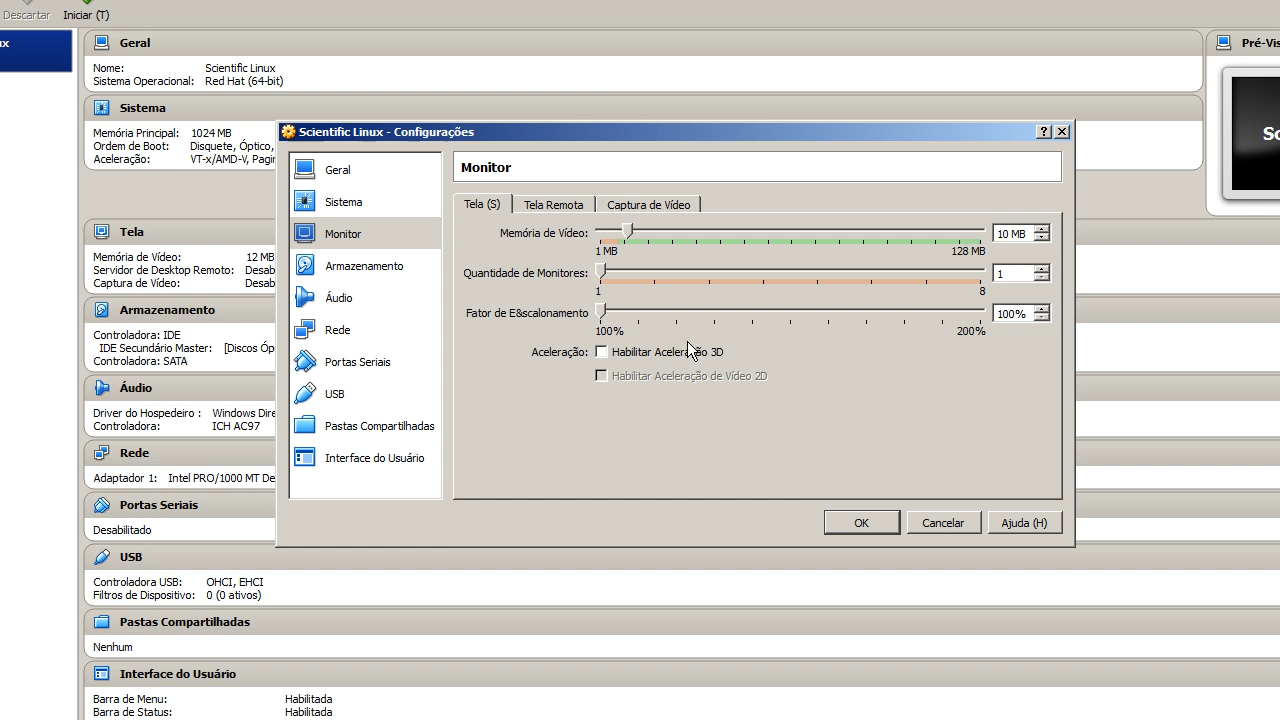 Descartar Iniciar (T)
ux
Geral
Nome: Scientific Linux
Sistema Operacional: Red Hat (64-bit)
Pré-Vis
Sistema
Memória Principal: 1024 MB
Ordem de Boot: Disquete, Óptico,
Aceleração: VT-x/AMD-V, Pagin
Sc
Tela
Memória de Vídeo: 12 MB
Servidor de Desktop Remoto: Desab
Captura de Vídeo: Desab
Armazenamento
Controladora: IDE
IDE Secundário Master: [Discos Óp
Controladora: SATA
Áudio
Driver do Hospedeiro : Windows Dire
Controladora: ICH AC97
Rede
Adaptador 1: Intel PRO/1000 MT De
Portas Seriais
Desabilitado
USB
Controladora USB: OHCI, EHCI
Filtros de Dispositivo: 0 (0 ativos)
Pastas Compartilhadas
Nenhum
Interface do Usuário
Barra de Menu: Habilitada
Barra de Status: Habilitada
Scientific Linux - Configurações
Geral
Sistema
Monitor
Armazenamento
Áudio
Rede
Portas Seriais
USB
Pastas Compartilhadas
Interface do Usuário
Monitor
Tela (S) Tela Remota Captura de Vídeo
Memória de Vídeo: 10 MB
1 MB 128 MB
Quantidade de Monitores: 1
1 8
Fator de E&scalonamento 100%
100% 200%
Aceleração: Habilitar Aceleração 3D
Habilitar Aceleração de Vídeo 2D
OK Cancelar Ajuda (H)